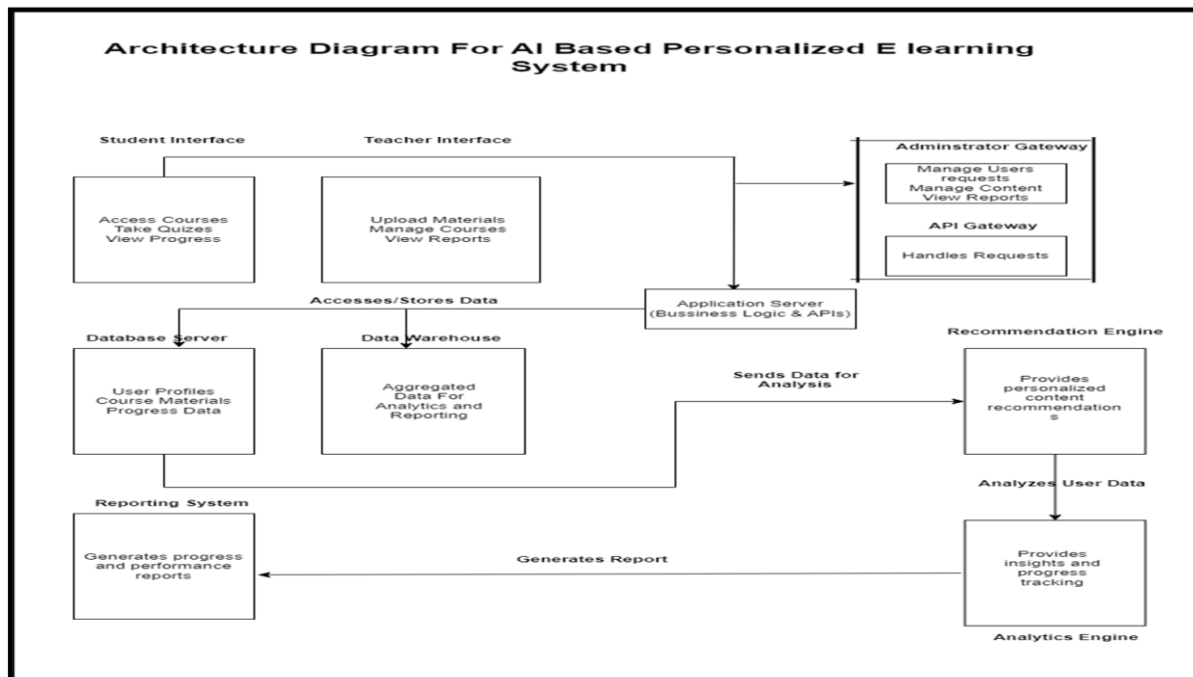 Architecture Diagram For AI Based Personalized E learning
System
Student Interface
Teacher Interface
Adminstrator Gateway
Manage Users
requests
Manage Content
View Reports
Access Courses
Take Quizes
View Progress
Upload Materials
Manage Courses
View Reports
API Gateway
Handles Requests
Accesses/Stores Data
Application Server
(Bussiness Logic & APIs)
Database Server
Data Warehouse
Recommendation Engine
User Profiles
Course Materials
Progress Data
Aggregated
Data For
Analytics and
Reporting
Sends Data for
Analysis
Provides
personalized
content
recommendation
s
Analyzes User Data
Reporting System
Generates progress
and performance
reports
Generates Report
Provides
insights and
progress
tracking
Analytics Engine